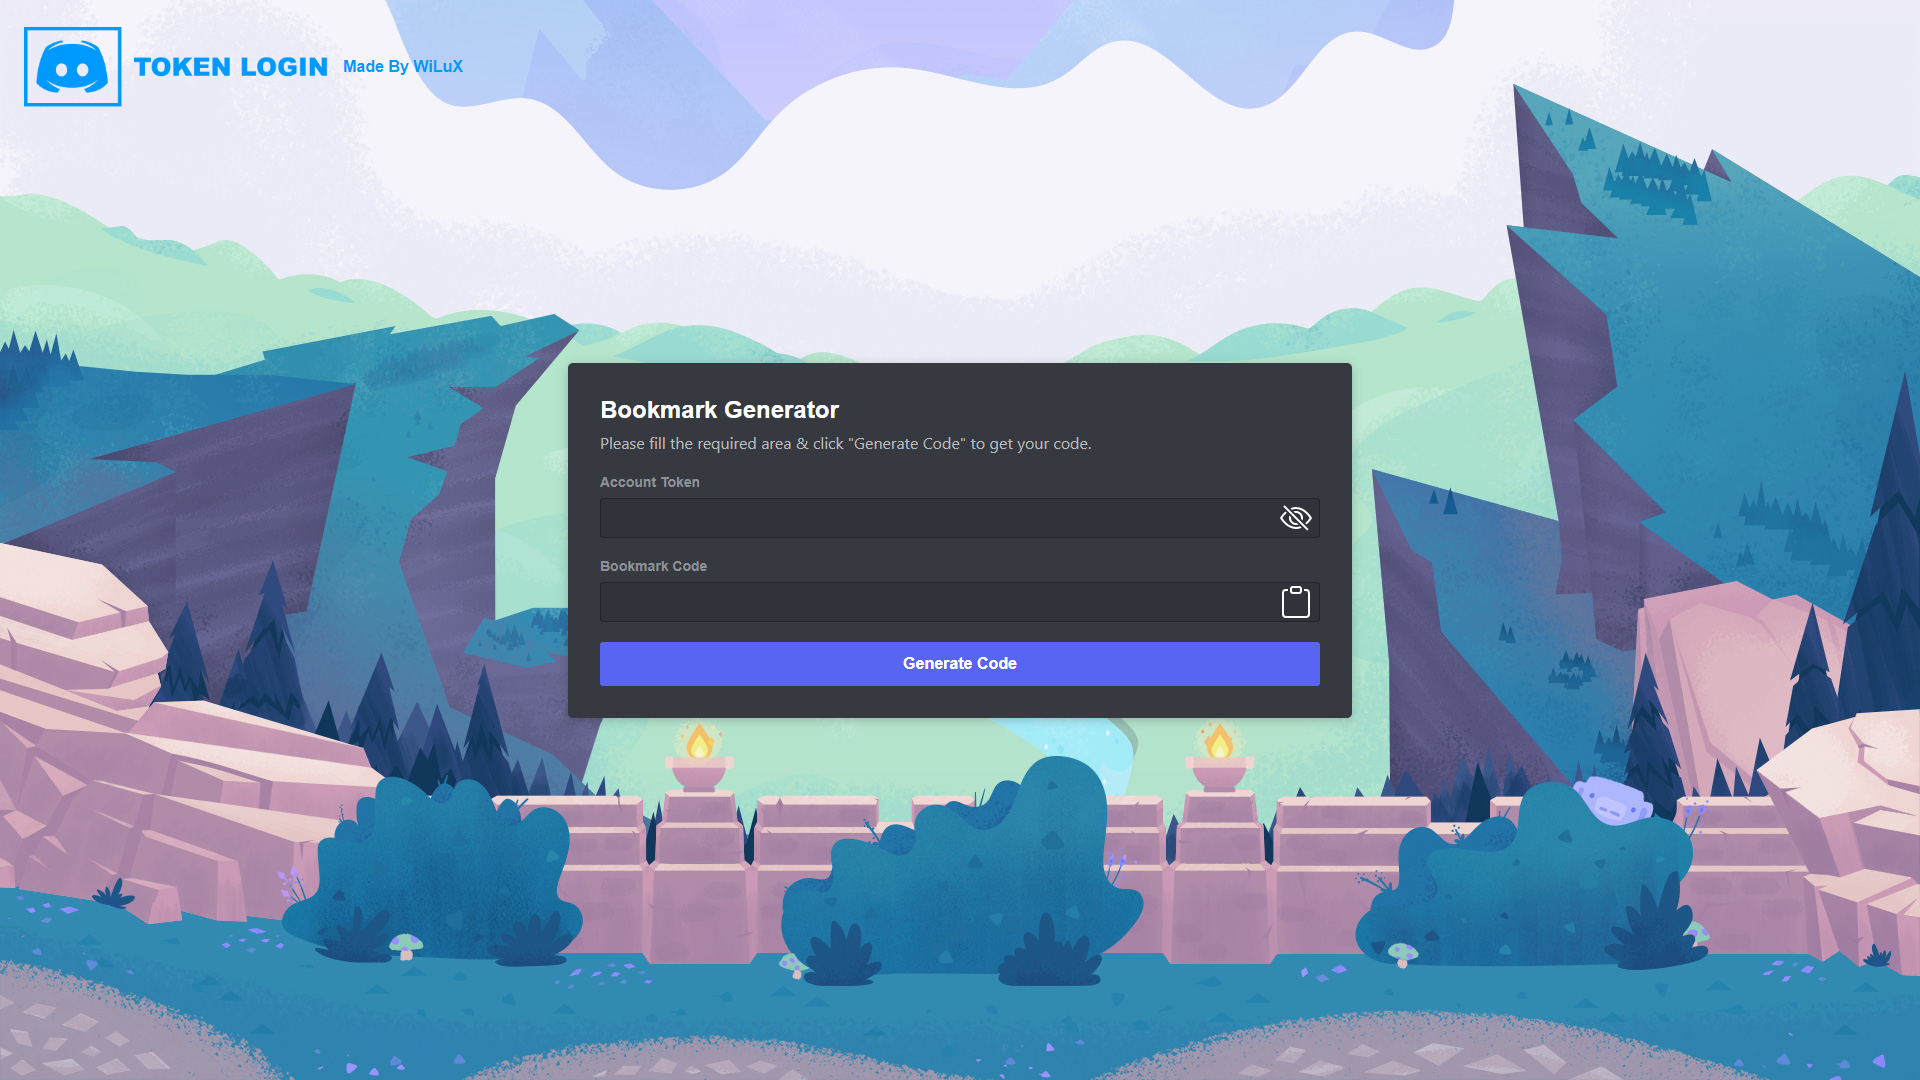 TOKEN LOGIN Made By WiLuX
Bookmark Generator
Please fill the required area & click "Generate Code" to get your code.
Account Token
Bookmark Code
Generate Code